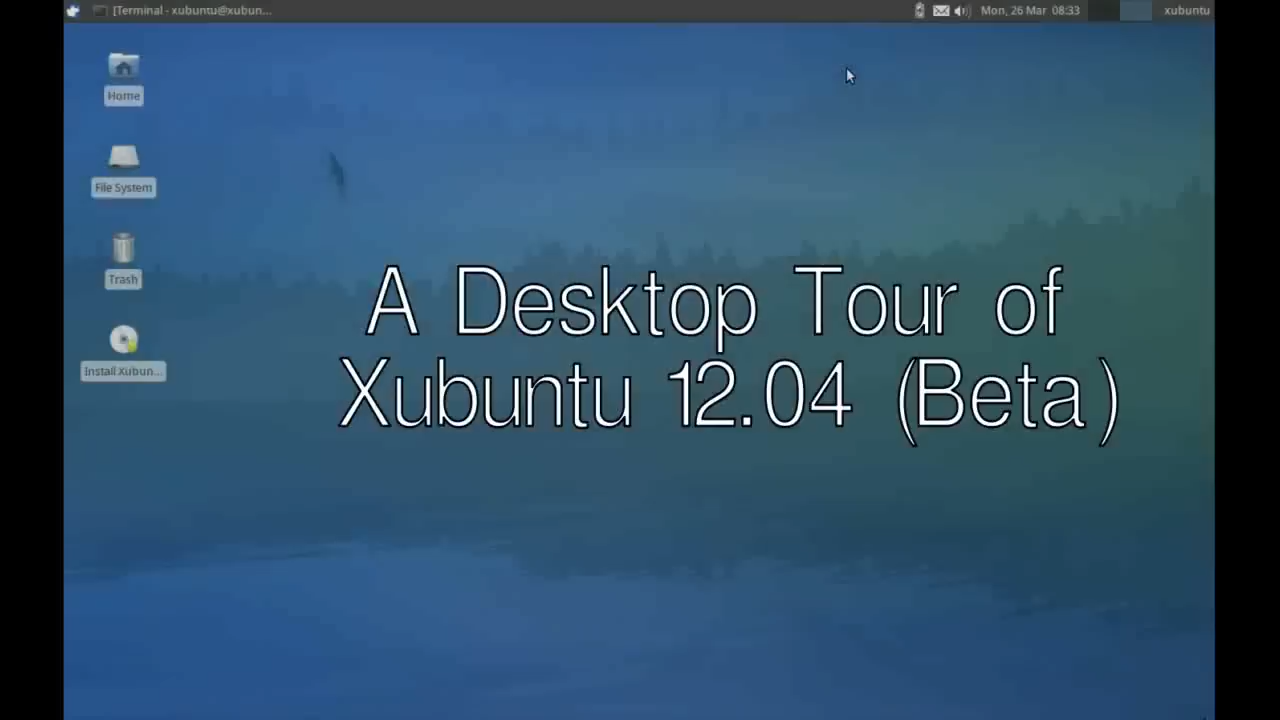 [Terminal - xubuntu@xubun...
Mon, 26 Mar 08:33
xubuntu
Home
File System
Trash
Install Xubun...
A Desktop Tour of
Xubuntu 12.04 (Beta)